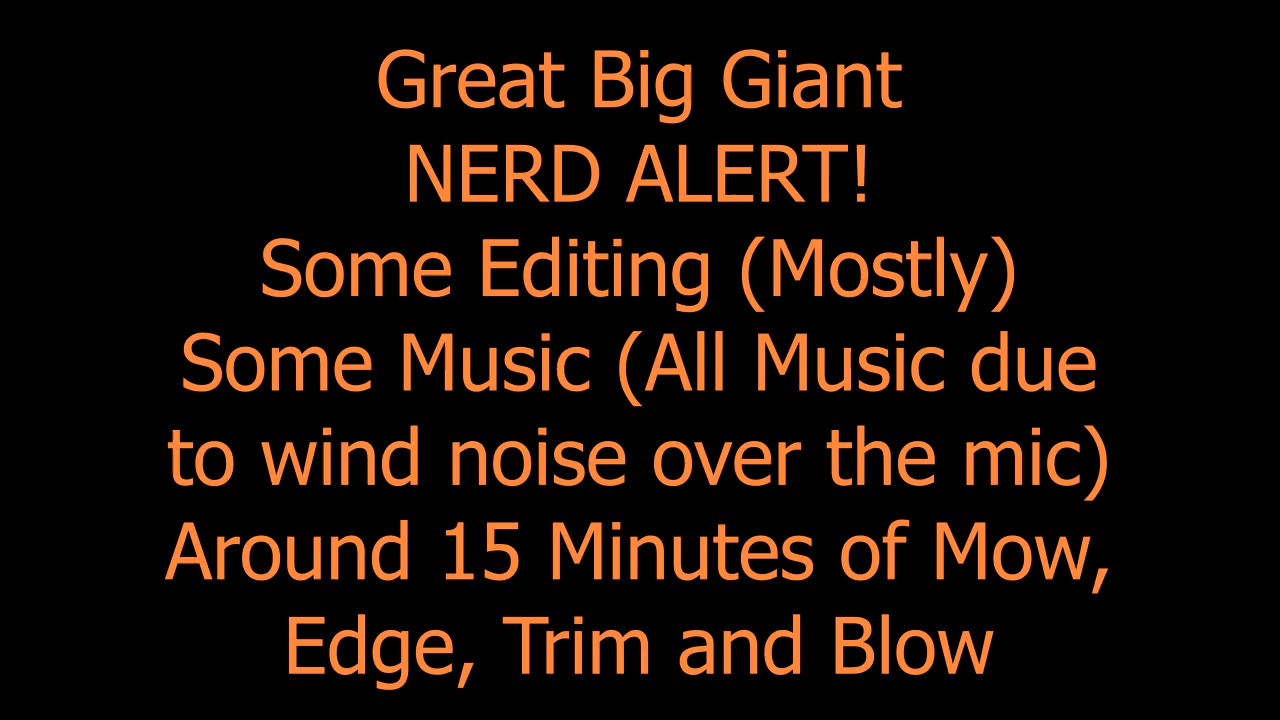 Great Big Giant
NERD ALERT!
Some Editing (Mostly)
Some Music (All Music due
to wind noise over the mic)
Around 15 Minutes of Mow,
Edge, Trim and Blow